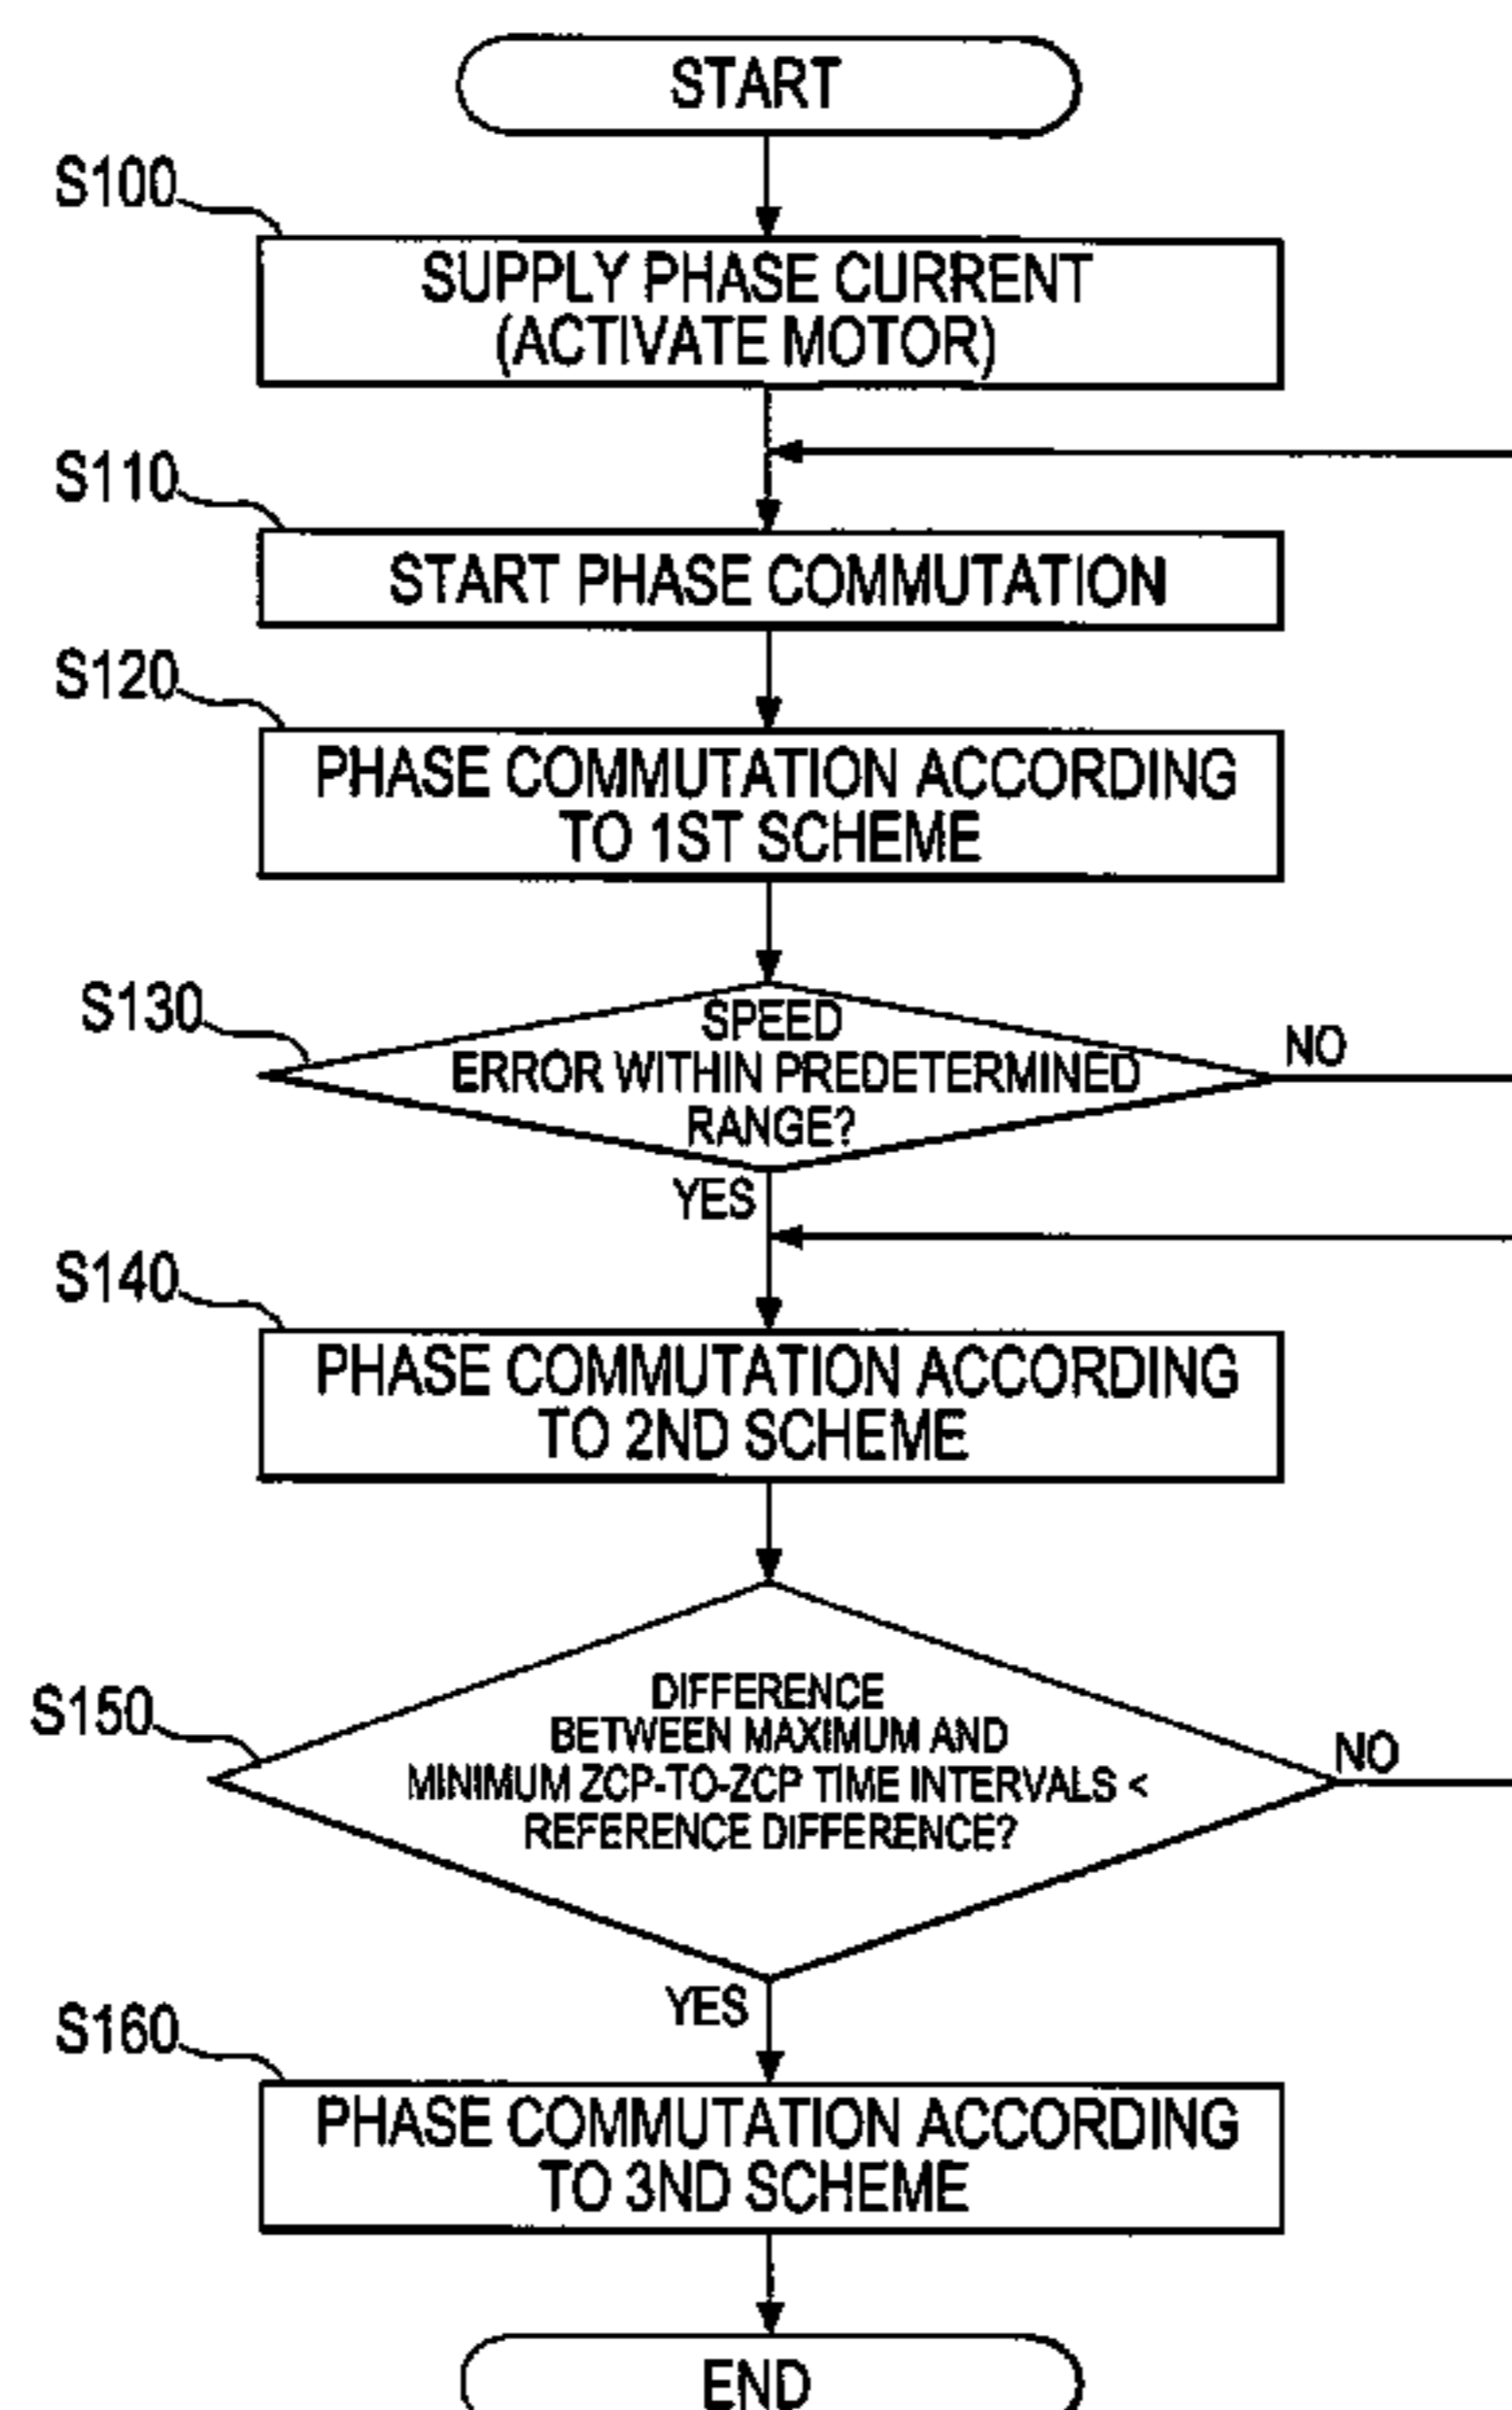 START
S100
SUPPLY PHASE CURRENT
(ACTIVATE MOTOR)
S110
START PHASE COMMUTATION
S120
PHASE COMMUTATION ACCORDING
TO 1ST SCHEME
S130
SPEED
ERROR WITHIN PREDETERMINED
RANGE?
NO
YES
S140
PHASE COMMUTATION ACCORDING
TO 2ND SCHEME
S150
DIFFERENCE
BETWEEN MAXIMUM AND
MINIMUM ZCP-TO-ZCP TIME INTERVALS <
REFERENCE DIFFERENCE?
NO
YES
S160
PHASE COMMUTATION ACCORDING
TO 3ND SCHEME
END